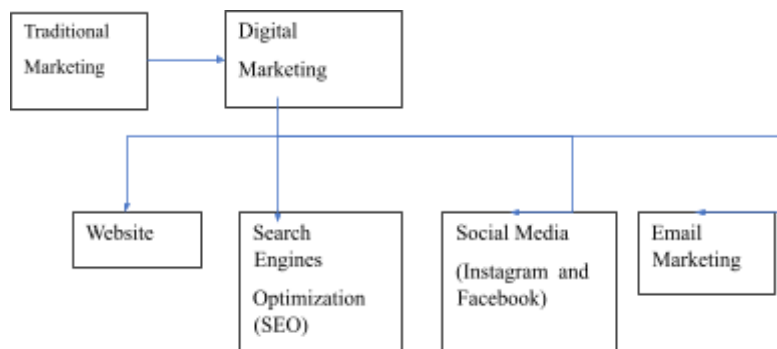 Traditional
Marketing
Digital
Marketing
Website
Search
Engines
Optimization
(SEO)
Social Media
(Instagram and
Facebook)
Email
Marketing